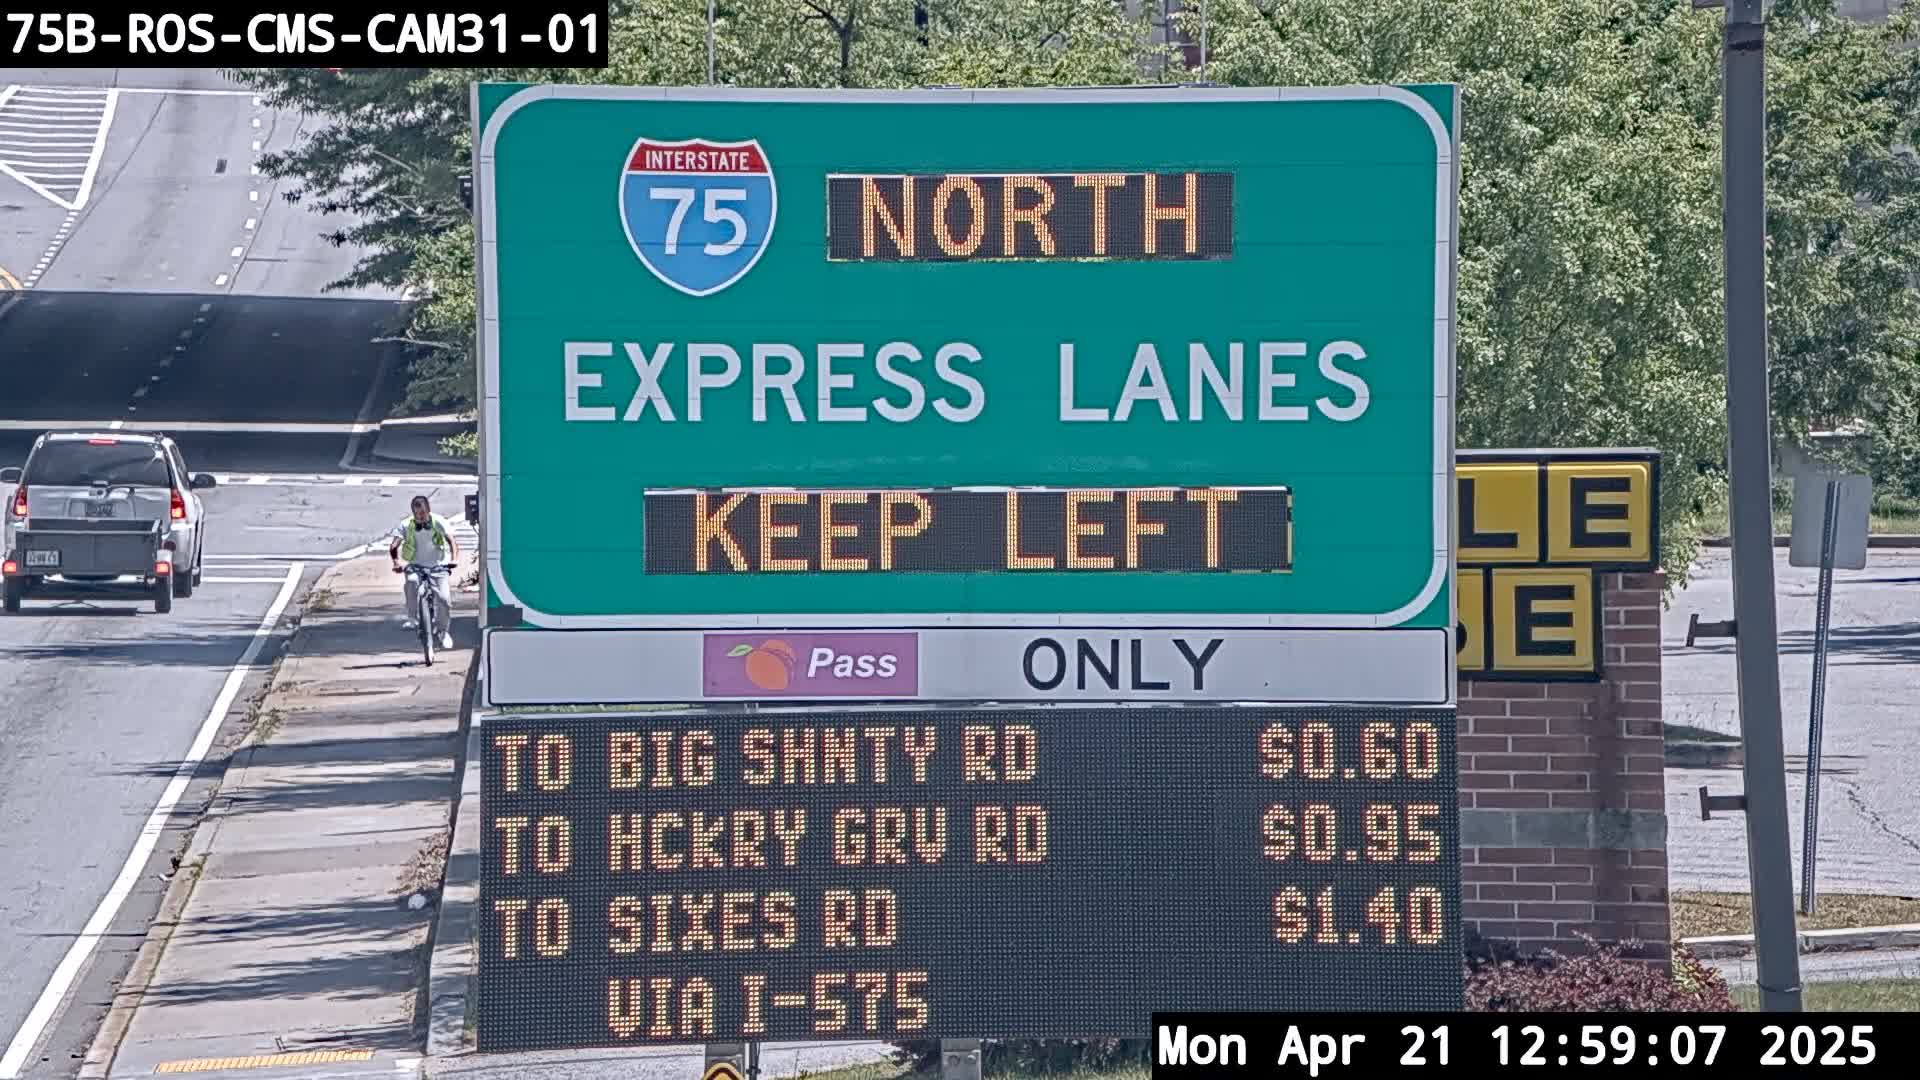 75B-ROS-CMS-CAM31-01
INTERSTATE
75
NORTH
EXPRESS LANES
KEEP LEFT
Pass ONLY
TO BIG SHNTY RD $0.60
TO HCKRY GRV RD $0.95
TO SIXES RD $1.40
VIA I-575
LE
E
Mon Apr 21 12:59:07 2025